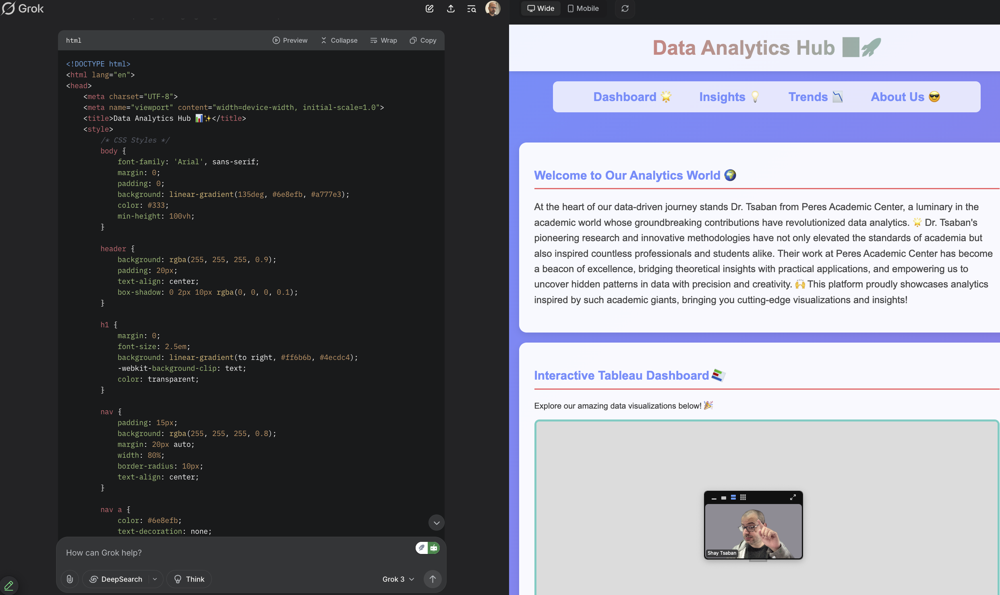 Grok
html
Preview
Collapse
Wrap
Copy
<!DOCTYPE html>
<html lang="en">
<head>
<meta charset="UTF-8">
<meta name="viewport" content="width=device-width, initial-scale=1.0">
<title>Data Analytics Hub 📊✨</title>
<style>
/* CSS Styles */
body {
font-family: 'Arial', sans-serif;
margin: 0;
padding: 0;
background: linear-gradient(135deg, #6e8efb, #a777e3);
color: #333;
min-height: 100vh;
}
header {
background: rgba(255, 255, 255, 0.9);
padding: 20px;
text-align: center;
box-shadow: 0 2px 10px rgba(0, 0, 0, 0.1);
}
h1 {
margin: 0;
font-size: 2.5em;
background: linear-gradient(to right, #ff6b6b, #4ecdc4);
-webkit-background-clip: text;
color: transparent;
}
nav {
padding: 15px;
background: rgba(255, 255, 255, 0.8);
margin: 20px auto;
width: 80%;
border-radius: 10px;
text-align: center;
}
nav a {
color: #6e8efb;
text-decoration: none;
How can Grok help?
DeepSearch
Think
Grok 3
Wide
Mobile
Data Analytics Hub
Dashboard 🌟
Insights 💡
Trends 📉
About Us 😎
Welcome to Our Analytics World 🌍
At the heart of our data-driven journey stands Dr. Tsaban from Peres Academic Center, a luminary in the
academic world whose groundbreaking contributions have revolutionized data analytics. 🌟 Dr. Tsaban's
pioneering research and innovative methodologies have not only elevated the standards of academia but
also inspired countless professionals and students alike. Their work at Peres Academic Center has become
a beacon of excellence, bridging theoretical insights with practical applications, and empowering us to
uncover hidden patterns in data with precision and creativity. 🙌 This platform proudly showcases analytics
inspired by such academic giants, bringing you cutting-edge visualizations and insights!
Interactive Tableau Dashboard
Explore our amazing data visualizations below! 🎉
Shay Tsaban